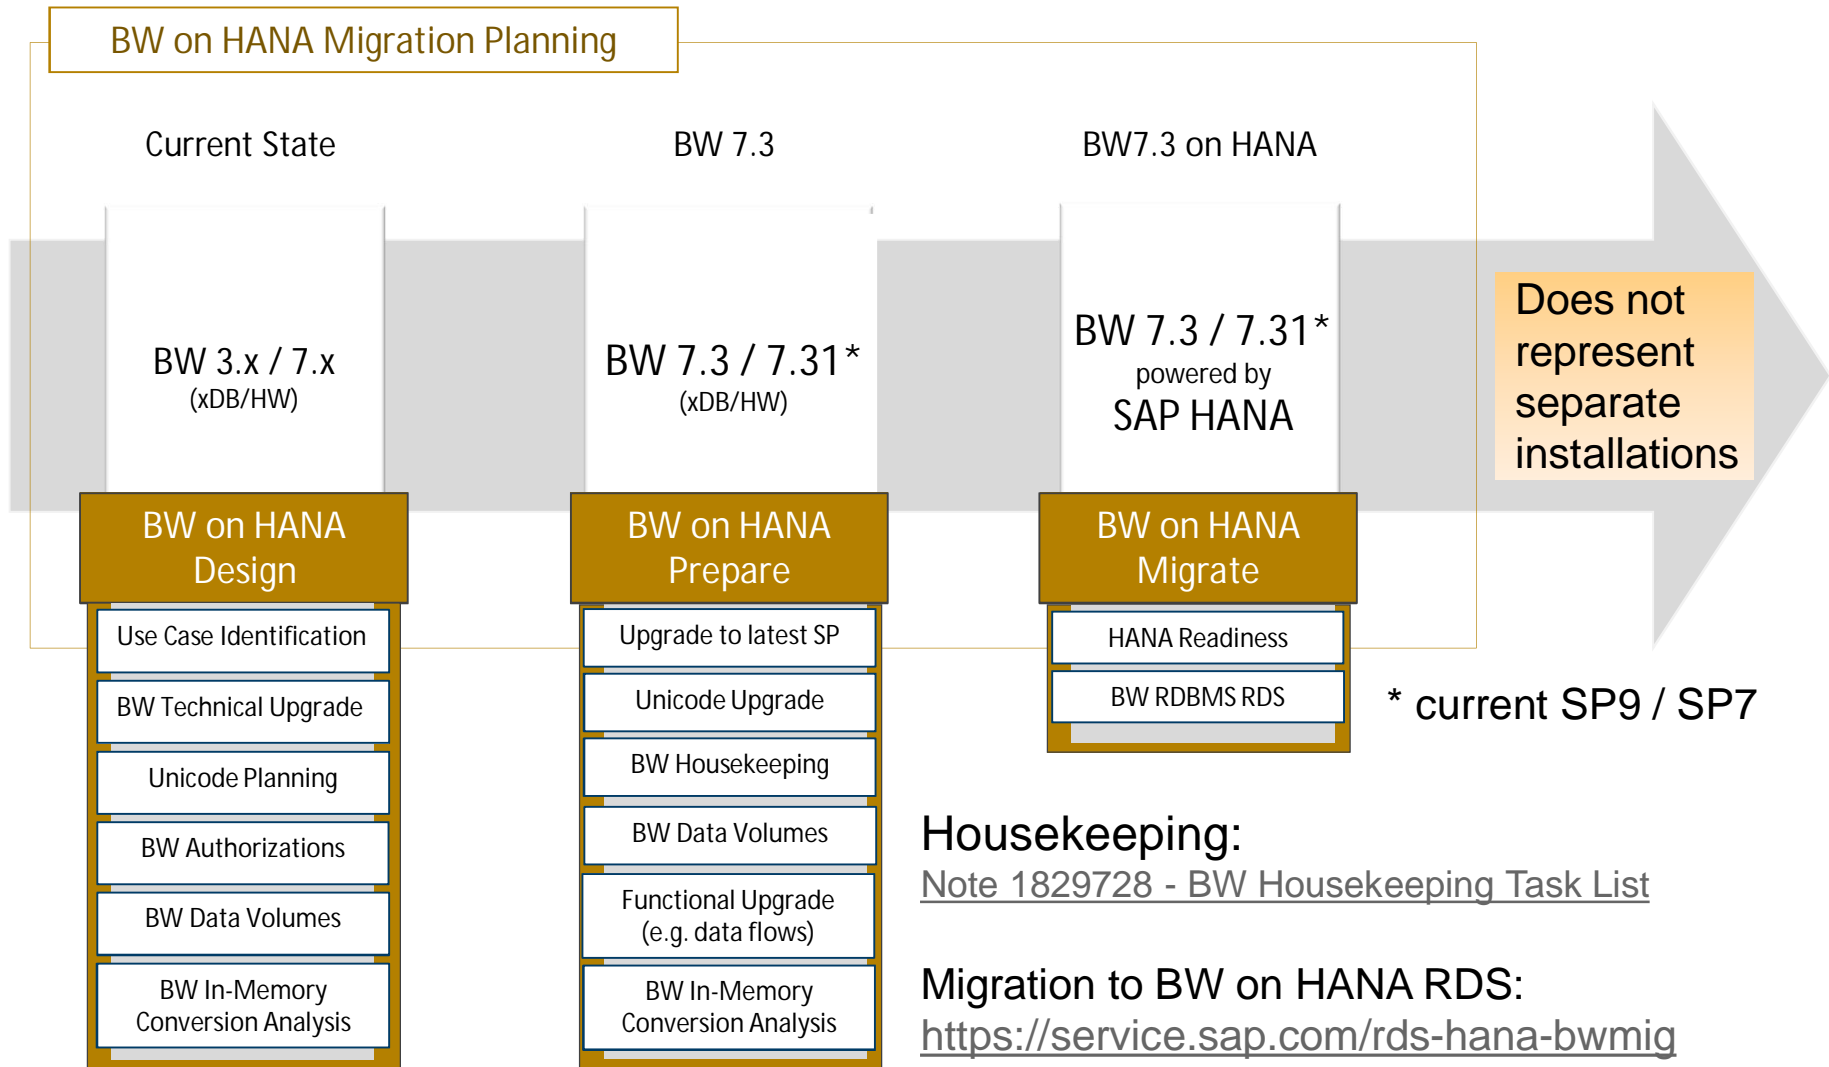 BW on HANA Migration Planning
Current State
BW 3.x / 7.x
(xDB/HW)
BW on HANA
Design
Use Case Identification
BW Technical Upgrade
Unicode Planning
BW Authorizations
BW Data Volumes
BW In-Memory
Conversion Analysis
BW 7.3
BW 7.3 / 7.31*
(xDB/HW)
BW on HANA
Prepare
Upgrade to latest SP
Unicode Upgrade
BW Housekeeping
BW Data Volumes
Functional Upgrade
(e.g. data flows)
BW In-Memory
Conversion Analysis
BW7.3 on HANA
BW 7.3 / 7.31*
powered by
SAP HANA
BW on HANA
Migrate
HANA Readiness
BW RDBMS RDS
Does not
represent
separate
installations
* current SP9 / SP7
Housekeeping:
Note 1829728 - BW Housekeeping Task List
Migration to BW on HANA RDS:
https://service.sap.com/rds-hana-bwmig